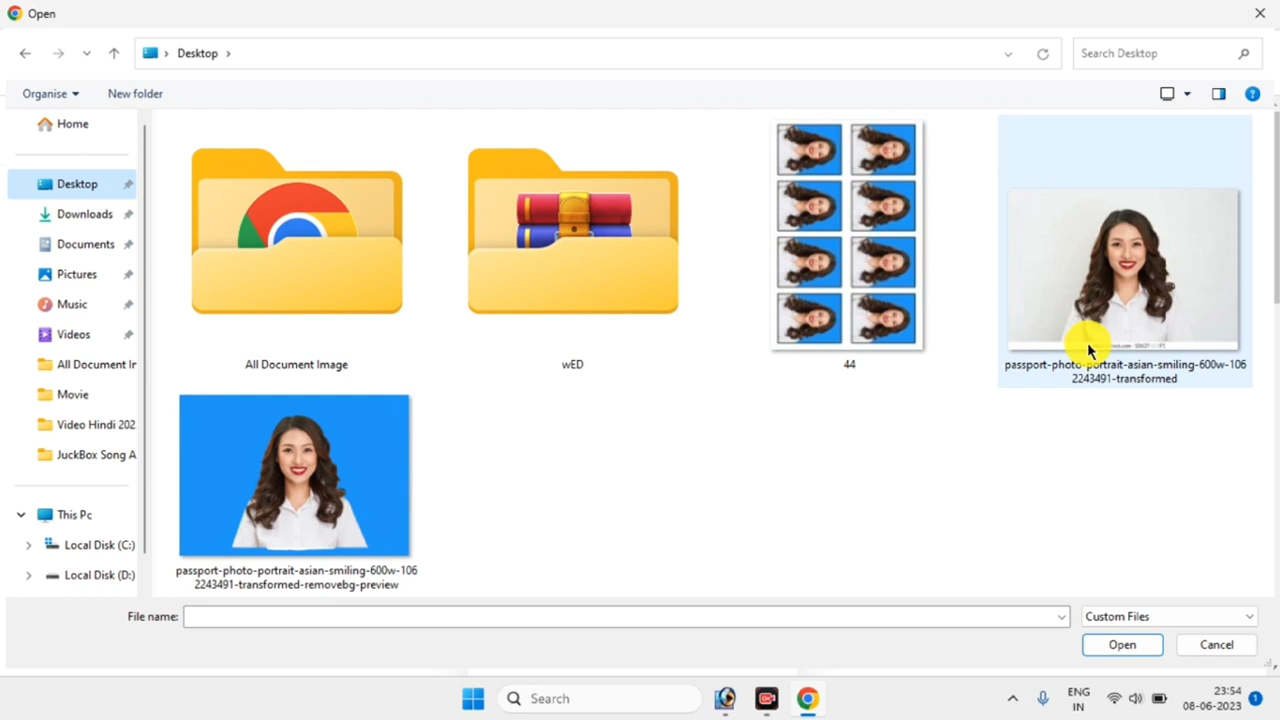 Open
Desktop
Search Desktop
Organise
New folder
Home
Desktop
Downloads
Documents
Pictures
Music
Videos
All Document Ir
Movie
Video Hindi 202
JuckBox Song A
This Pc
Local Disk (C:)
Local Disk (D:)
All Document Image
wED
44
passport-photo-portrait-asian-smiling-600w-106
2243491-transformed
passport-photo-portrait-asian-smiling-600w-106
2243491-transformed-removebg-preview
File name:
Custom Files
Open
Cancel
Search
ENG
IN
23:54
08-06-2023
1